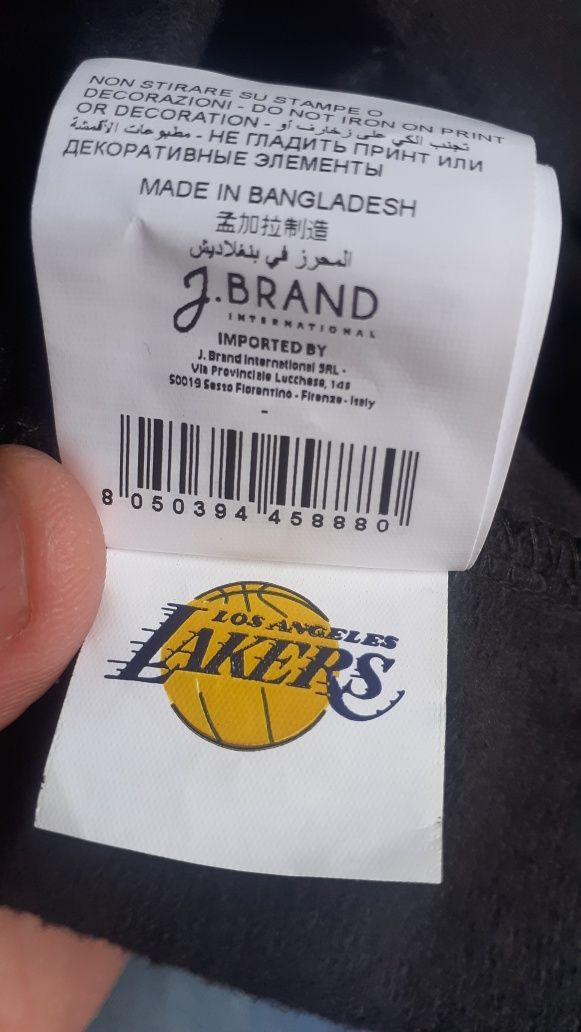 NON STIRARE SU STAMPE O
DECORAZIONI - DO NOT IRON ON PRINT
OR DECORATION - تجنب الكي على زخارف أو
مطبوعات الأقمشة - НЕ ГЛАДИТЬ ПРИНТ ИЛИ
ДЕКОРАТИВНЫЕ ЭЛЕМЕНТЫ
MADE IN BANGLADESH
孟加拉制造
المحرز في بنغلاديش
J.BRAND
INTERNATIONAL
IMPORTED BY
J. Brand International SRL -
Via Provinciale Lucchese, 141
50019 Sesto Fiorentino - Firenze - Italy
-
8 050394 458880
LOS ANGELES
LAKERS